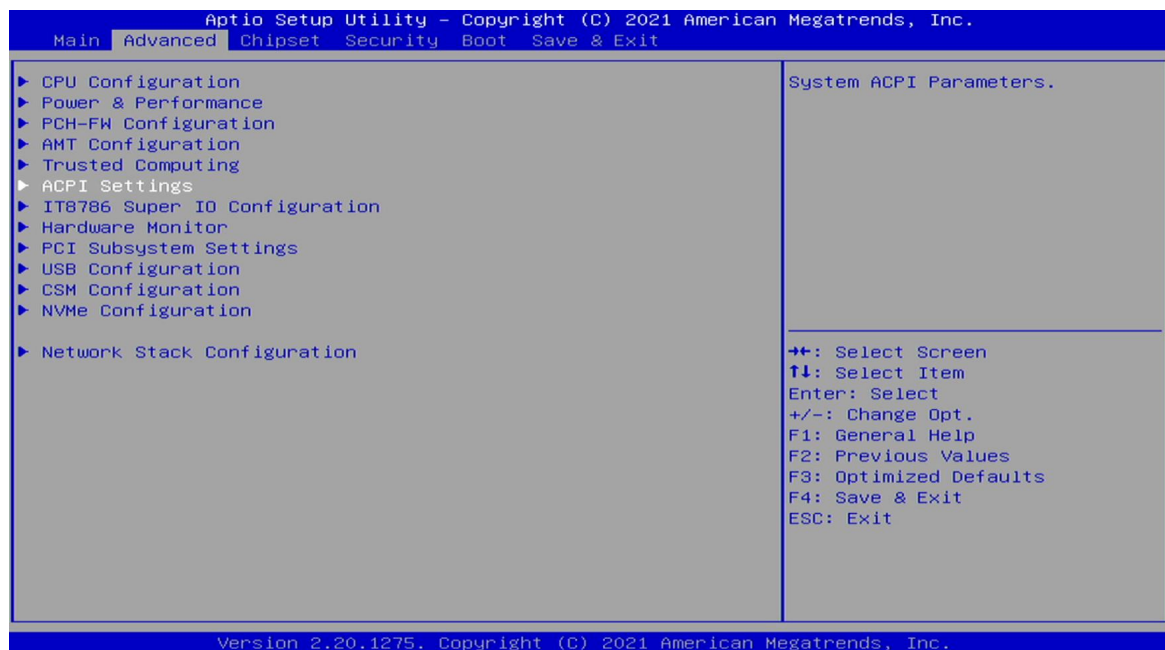 Aptio Setup Utility – Copyright (C) 2021 American Megatrends, Inc.
Main Advanced Chipset Security Boot Save & Exit
▶ CPU Configuration
▶ Power & Performance
▶ PCH-FW Configuration
▶ AMT Configuration
▶ Trusted Computing
▶ ACPI Settings
▶ IT8786 Super IO Configuration
▶ Hardware Monitor
▶ PCI Subsystem Settings
▶ USB Configuration
▶ CSM Configuration
▶ NVMe Configuration
▶ Network Stack Configuration
System ACPI Parameters.
→←: Select Screen
↑↓: Select Item
Enter: Select
+/-: Change Opt.
F1: General Help
F2: Previous Values
F3: Optimized Defaults
F4: Save & Exit
ESC: Exit
Version 2.20.1275. Copyright (C) 2021 American Megatrends, Inc.